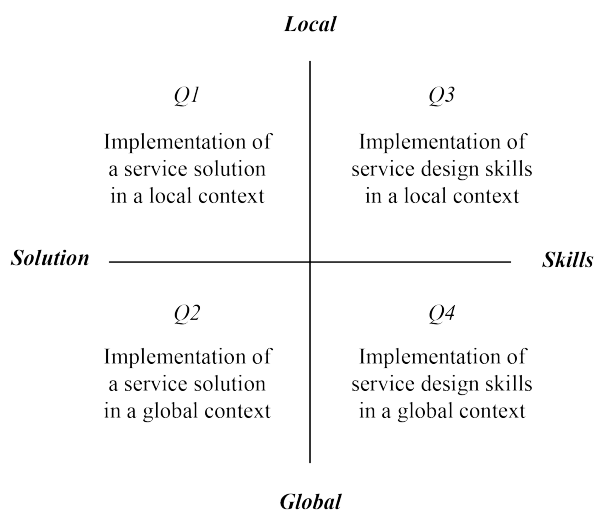 Local
Q1
Implementation of
a service solution
in a local context
Q3
Implementation of
service design skills
in a local context
Solution
Skills
Q2
Implementation of
a service solution
in a global context
Q4
Implementation of
service design skills
in a global context
Global